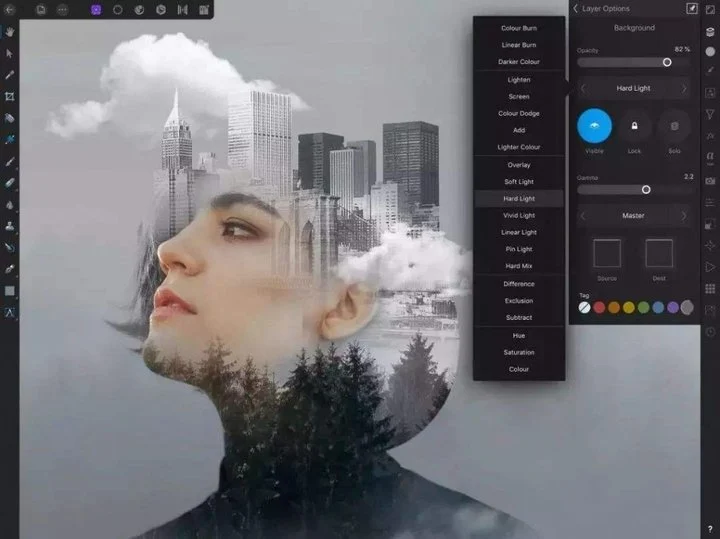 Colour Burn
Linear Burn
Darker Colour
Lighten
Screen
Colour Dodge
Add
Lighter Colour
Overlay
Soft Light
Hard Light
Vivid Light
Linear Light
Pin Light
Hard Mix
Difference
Exclusion
Subtract
Hue
Saturation
Colour
Layer Options
Background
Opacity
82 %
Hard Light
Visible
Lock
Solo
Gamma
2.2
Master
Source
Dest
Tag
?